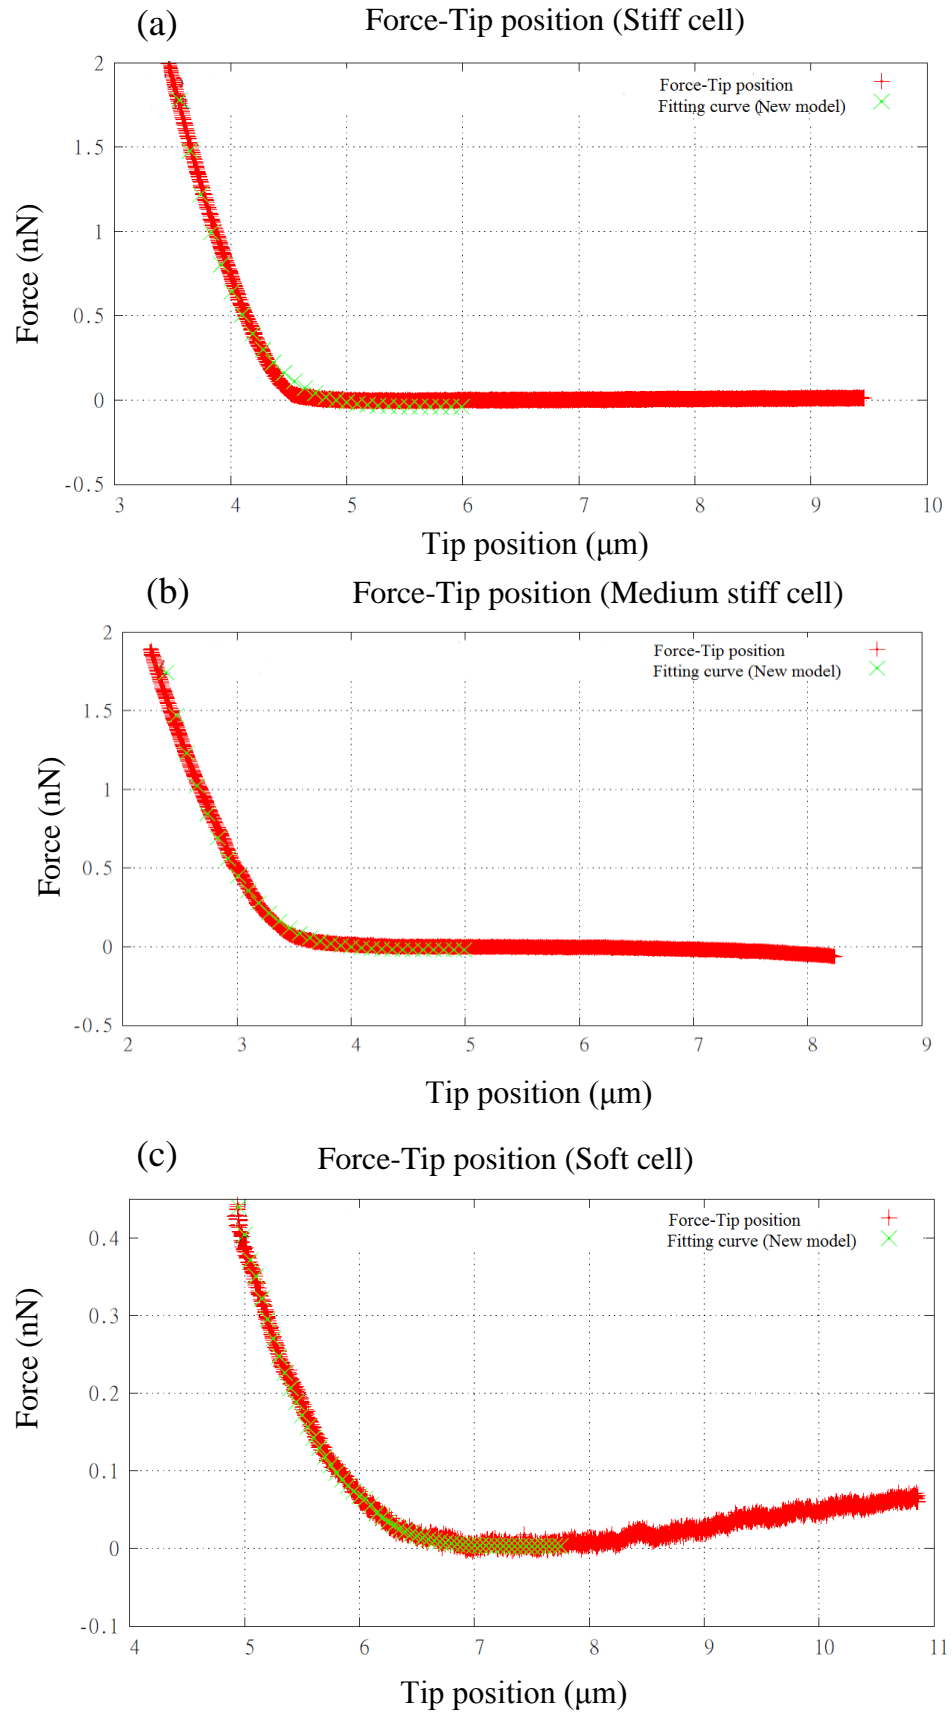 (a)
Force-Tip position (Stiff cell)
Force-Tip position
Fitting curve (New model)
2
1.5
1
0.5
0
-0.5
3 4 5 6 7 8 9 10
Force (nN)
Tip position (μm)
(b)
Force-Tip position (Medium stiff cell)
Force-Tip position
Fitting curve (New model)
2
1.5
1
0.5
0
-0.5
2 3 4 5 6 7 8 9
Force (nN)
Tip position (μm)
(c)
Force-Tip position (Soft cell)
Force-Tip position
Fitting curve (New model)
0.4
0.3
0.2
0.1
0
-0.1
4 5 6 7 8 9 10 11
Force (nN)
Tip position (μm)